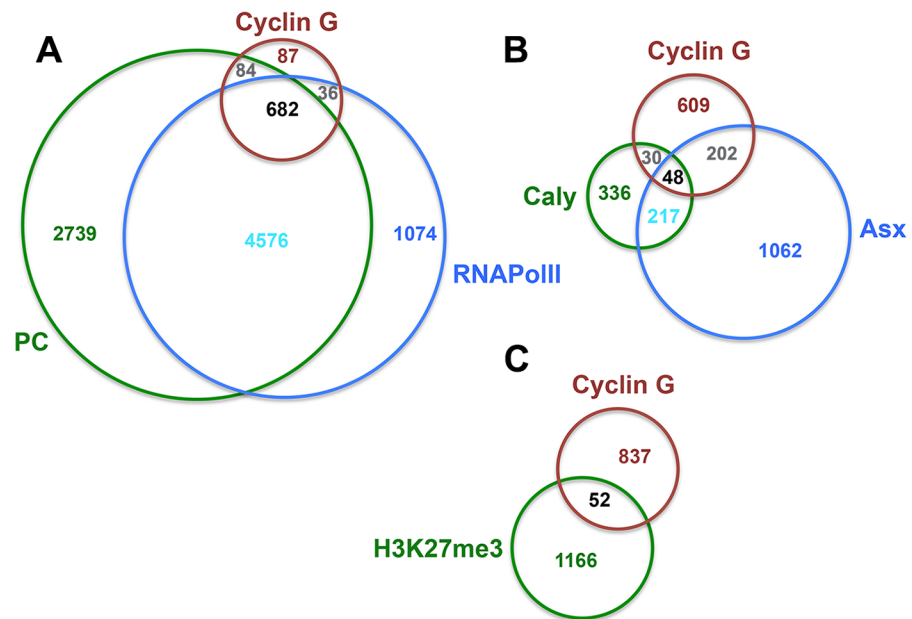 A
Cyclin G
87
84
36
682
2739
4576
1074
RNAPolII
PC
B
Cyclin G
609
30
202
48
336
Caly
217
1062
Asx
C
Cyclin G
837
52
H3K27me3
1166